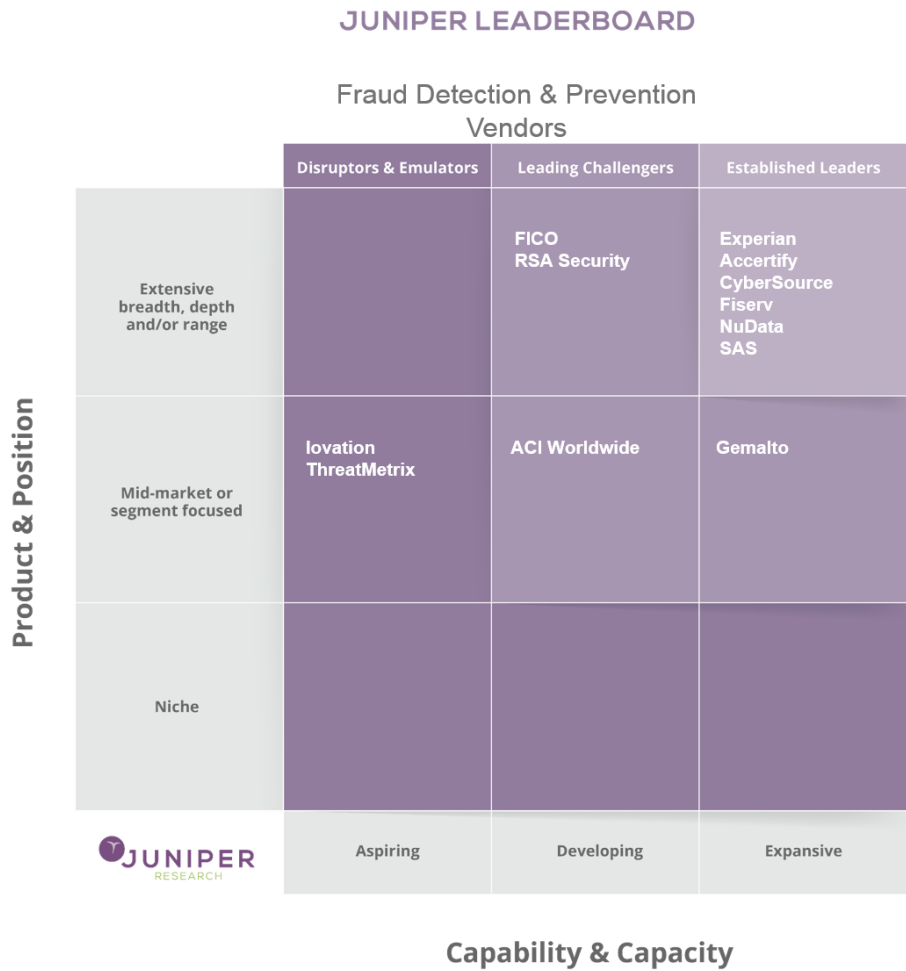 JUNIPER LEADERBOARD
Fraud Detection & Prevention
Vendors
Disruptors & Emulators
Leading Challengers
Established Leaders
Product & Position
Extensive
breadth, depth
and/or range
FICO
RSA Security
Experian
Accertify
CyberSource
Fiserv
NuData
SAS
Mid-market or
segment focused
Iovation
ThreatMetrix
ACI Worldwide
Gemalto
Niche
JUNIPER
RESEARCH
Aspiring
Developing
Expansive
Capability & Capacity